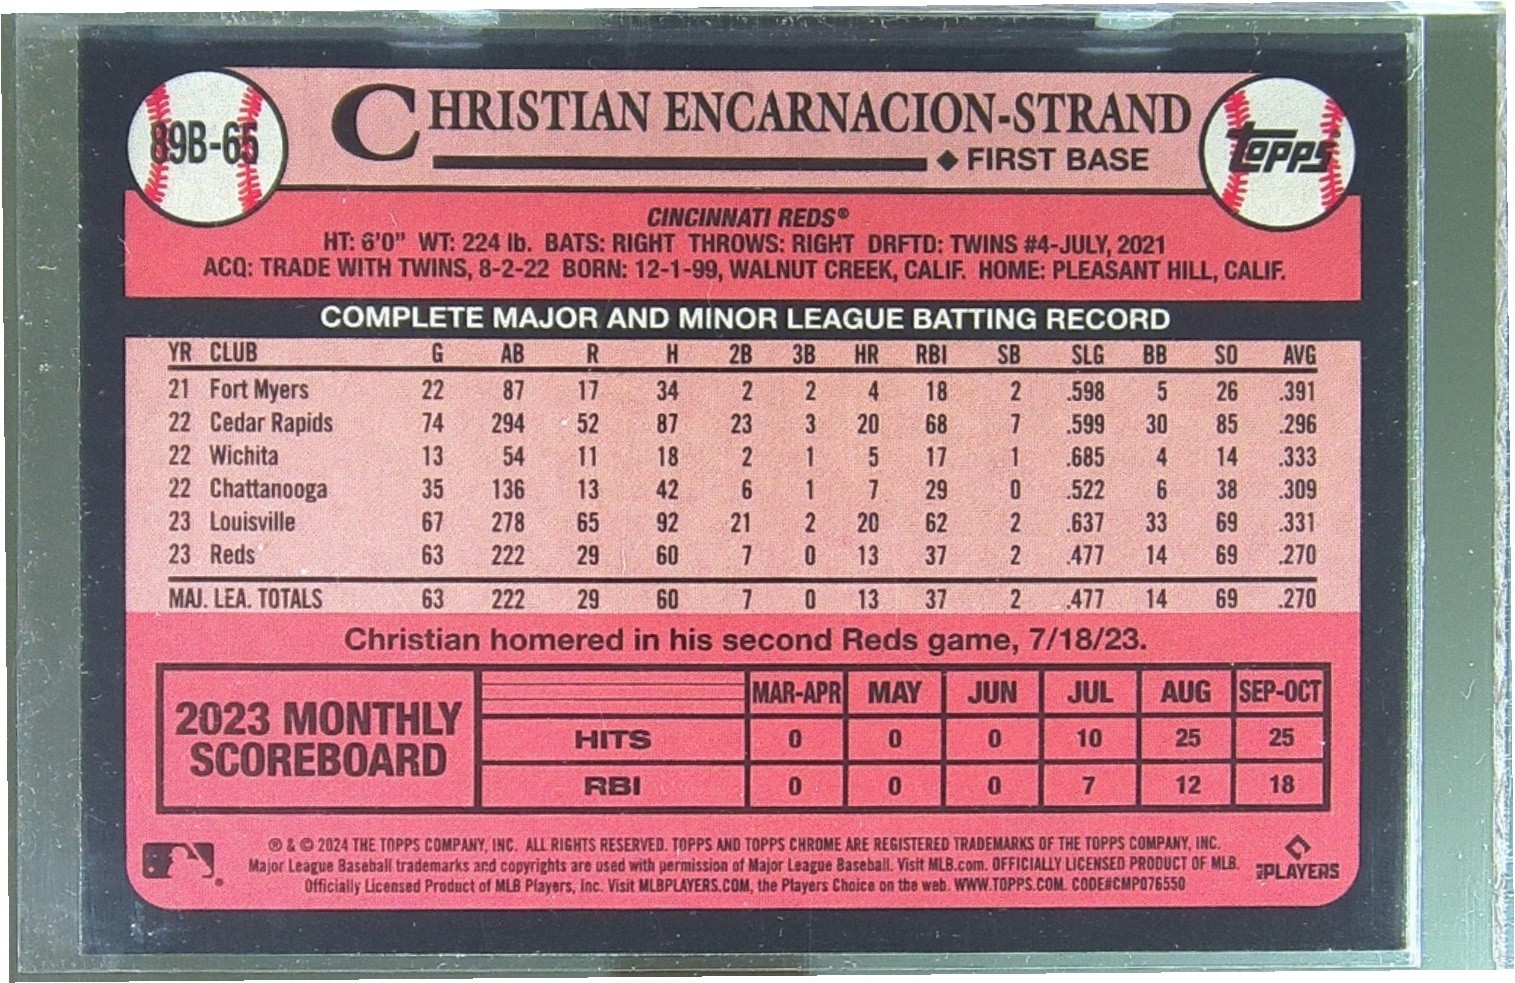 89B-65
CHRISTIAN ENCARNACION-STRAND
◆ FIRST BASE
TOPPS®
CINCINNATI REDS®
HT: 6'0" WT: 224 lb. BATS: RIGHT THROWS: RIGHT DRFTD: TWINS #4-JULY, 2021
ACQ: TRADE WITH TWINS, 8-2-22 BORN: 12-1-99, WALNUT CREEK, CALIF. HOME: PLEASANT HILL, CALIF.
COMPLETE MAJOR AND MINOR LEAGUE BATTING RECORD
YR CLUB G AB R H 2B 3B HR RBI SB SLG BB SO AVG
21 Fort Myers 22 87 17 34 2 2 4 18 2 .598 5 26 .391
22 Cedar Rapids 74 294 52 87 23 3 20 68 7 .599 30 85 .296
22 Wichita 13 54 11 18 2 1 5 17 1 .685 4 14 .333
22 Chattanooga 35 136 13 42 6 1 7 29 0 .522 6 38 .309
23 Louisville 67 278 65 92 21 2 20 62 2 .637 33 69 .331
23 Reds 63 222 29 60 7 0 13 37 2 .477 14 69 .270
MAJ. LEA. TOTALS 63 222 29 60 7 0 13 37 2 .477 14 69 .270
Christian homered in his second Reds game, 7/18/23.
2023 MONTHLY
SCOREBOARD
MAR-APR MAY JUN JUL AUG SEP-OCT
HITS 0 0 0 10 25 25
RBI 0 0 0 7 12 18
® & © 2024 THE TOPPS COMPANY, INC. ALL RIGHTS RESERVED. TOPPS AND TOPPS CHROME ARE REGISTERED TRADEMARKS OF THE TOPPS COMPANY, INC.
Major League Baseball trademarks and copyrights are used with permission of Major League Baseball. Visit MLB.com. OFFICIALLY LICENSED PRODUCT OF MLB.
Officially Licensed Product of MLB Players, Inc. Visit MLBPLAYERS.COM, the Players Choice on the web. WWW.TOPPS.COM. CODE#CMP076550
MLB PLAYERS